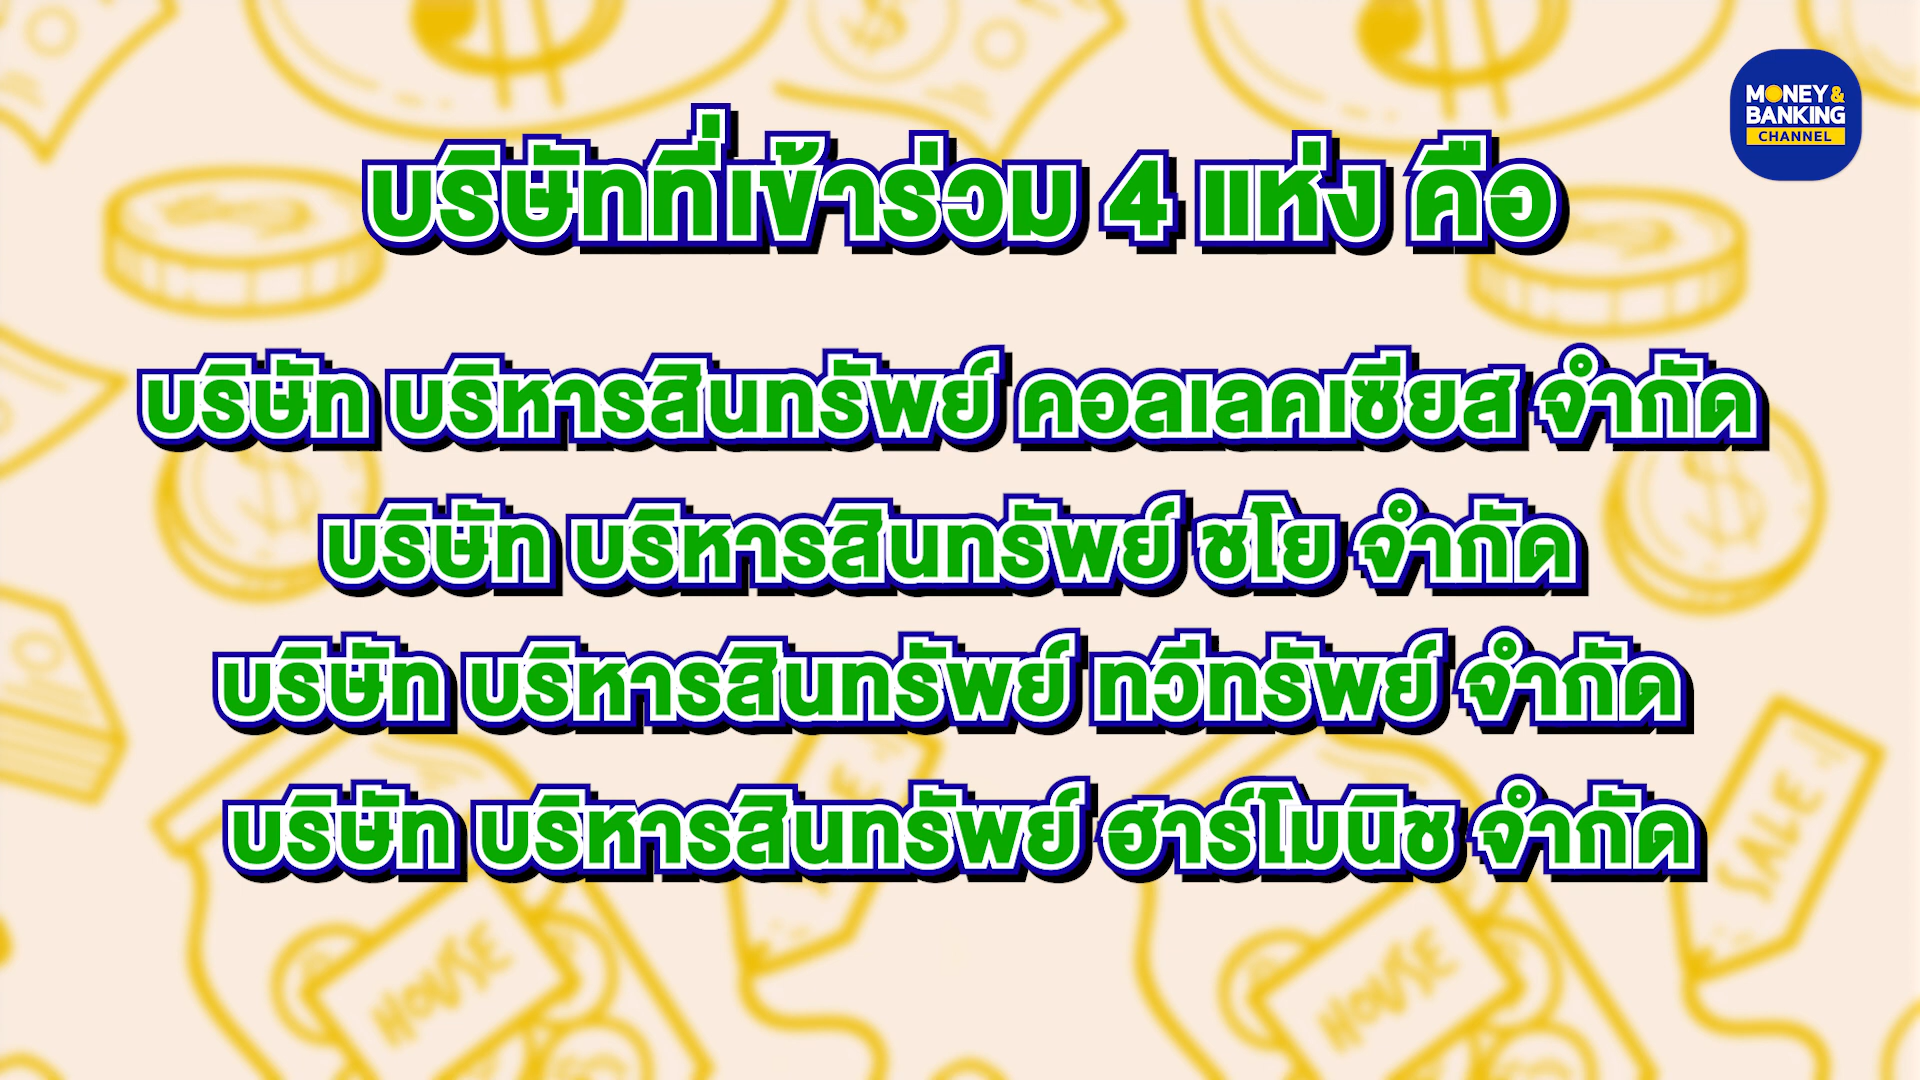 MONEY &
BANKING
CHANNEL
บริษัทที่เข้าร่วม 4 แห่ง คือ
บริษัท บริหารสินทรัพย์ คอลเลคเซียส จำกัด
บริษัท บริหารสินทรัพย์ ชโย จำกัด
บริษัท บริหารสินทรัพย์ ทวีทรัพย์ จำกัด
บริษัท บริหารสินทรัพย์ ฮาร์โมนิช จำกัด
SALE
HOUSE
HOUSE